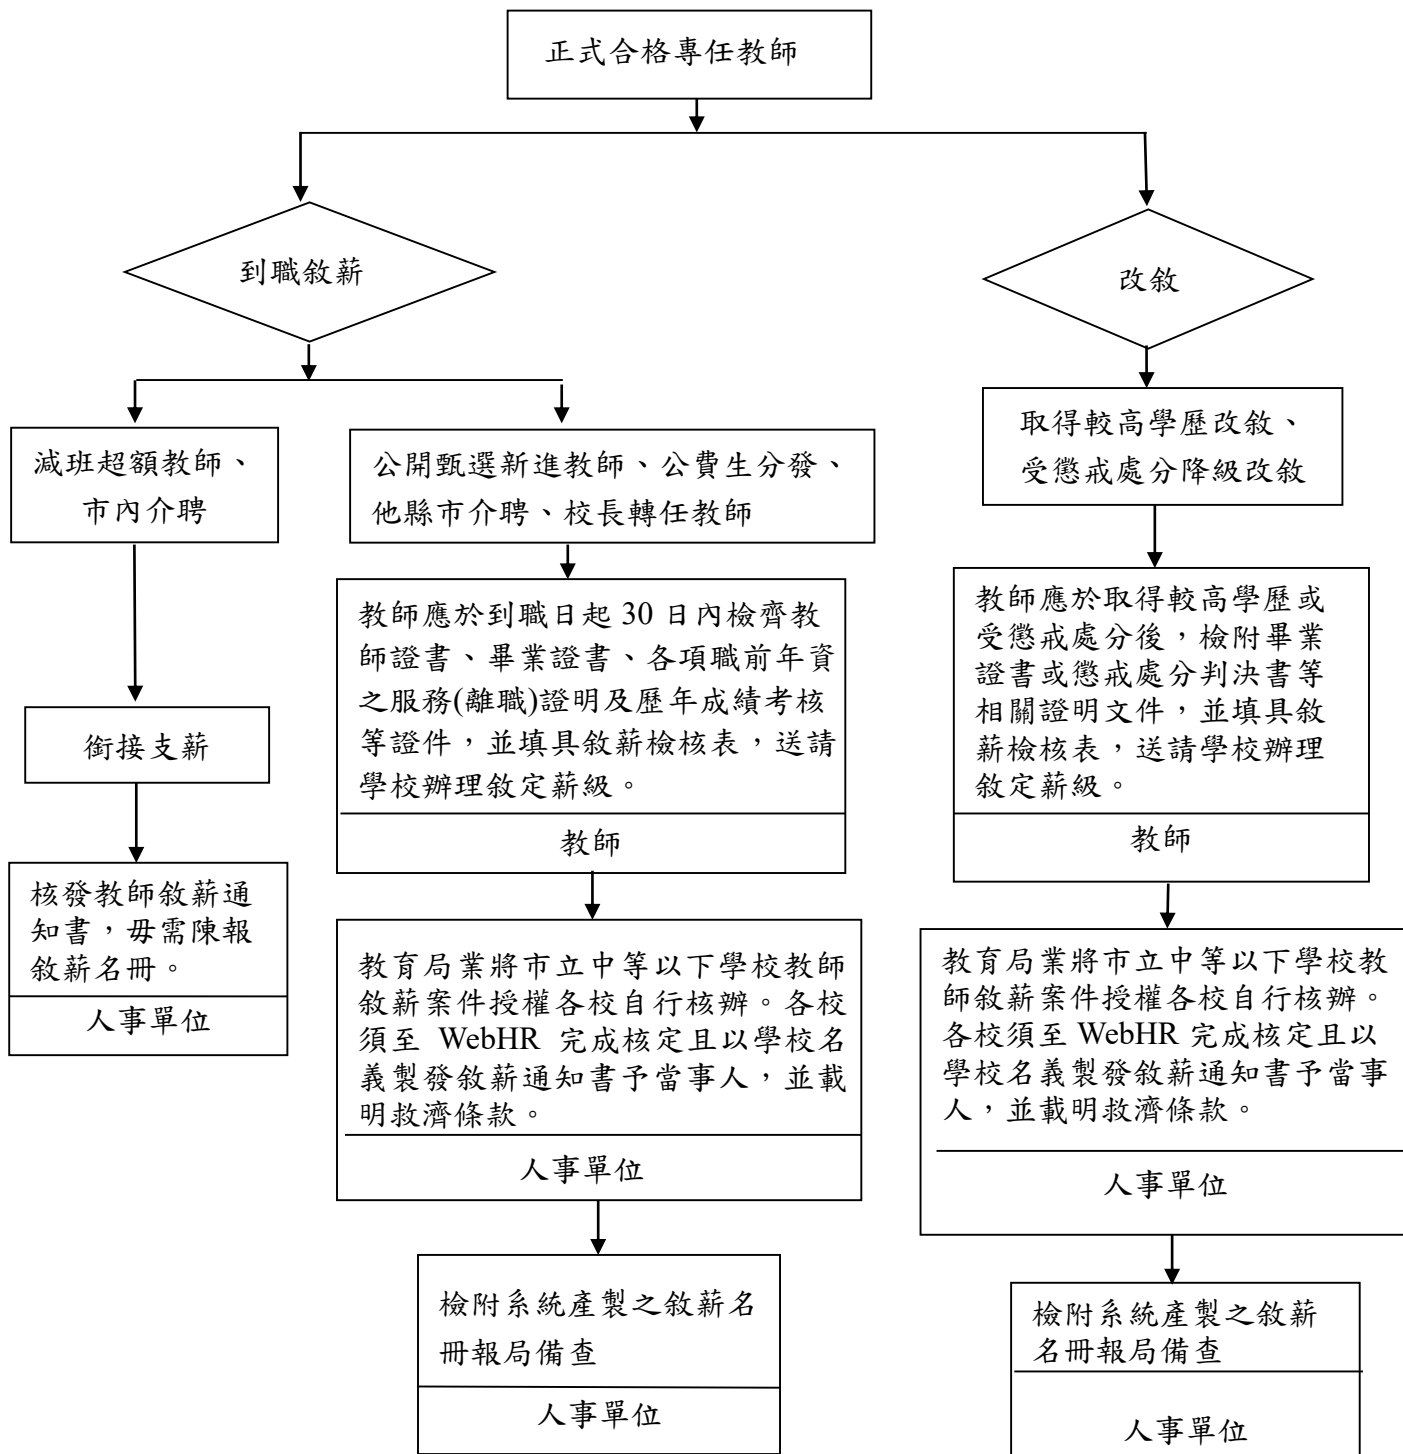 正式合格專任教師
到職敘薪
改敘
減班超額教師、
市內介聘
公開甄選新進教師、公費生分發、
他縣市介聘、校長轉任教師
取得較高學歷改敘、
受懲戒處分降級改敘
銜接支薪
教師應於到職日起 30 日內檢齊教
師證書、畢業證書、各項職前年資
之服務(離職)證明及歷年成績考核
等證件，並填具敘薪檢核表，送請
學校辦理敘定薪級。
教師
教師應於取得較高學歷或
受懲戒處分後，檢附畢業
證書或懲戒處分判決書等
相關證明文件，並填具敘
薪檢核表，送請學校辦理
敘定薪級。
教師
核發教師敘薪通
知書，毋需陳報
敘薪名冊。
人事單位
教育局業將市立中等以下學校教師
敘薪案件授權各校自行核辦。各校
須至 WebHR 完成核定且以學校名
義製發敘薪通知書予當事人，並載
明救濟條款。
人事單位
教育局業將市立中等以下學校教
師敘薪案件授權各校自行核辦。
各校須至 WebHR 完成核定且以
學校名義製發敘薪通知書予當事
人，並載明救濟條款。
人事單位
檢附系統產製之敘薪名
冊報局備查
人事單位
檢附系統產製之敘薪
名冊報局備查
人事單位